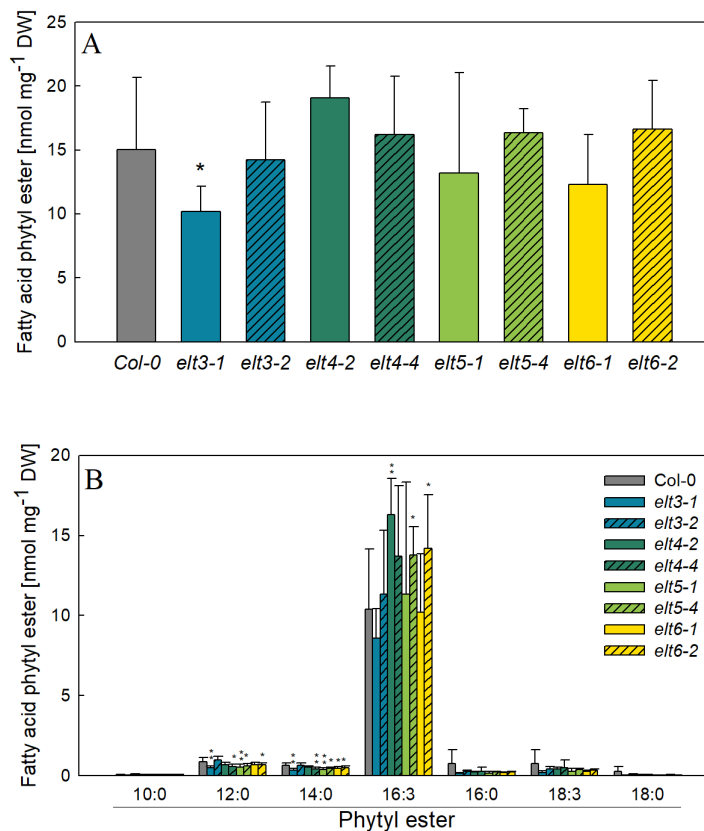 A
Fatty acid phytyl ester [nmol mg⁻¹ DW]
25
20
15
10
5
0
*
Col-0 elt3-1 elt3-2 elt4-2 elt4-4 elt5-1 elt5-4 elt6-1 elt6-2
B
Fatty acid phytyl ester [nmol mg⁻¹ DW]
20
15
10
5
0
Col-0
elt3-1
elt3-2
elt4-2
elt4-4
elt5-1
elt5-4
elt6-1
elt6-2
10:0 12:0 14:0 16:3 16:0 18:3 18:0
Phytyl ester